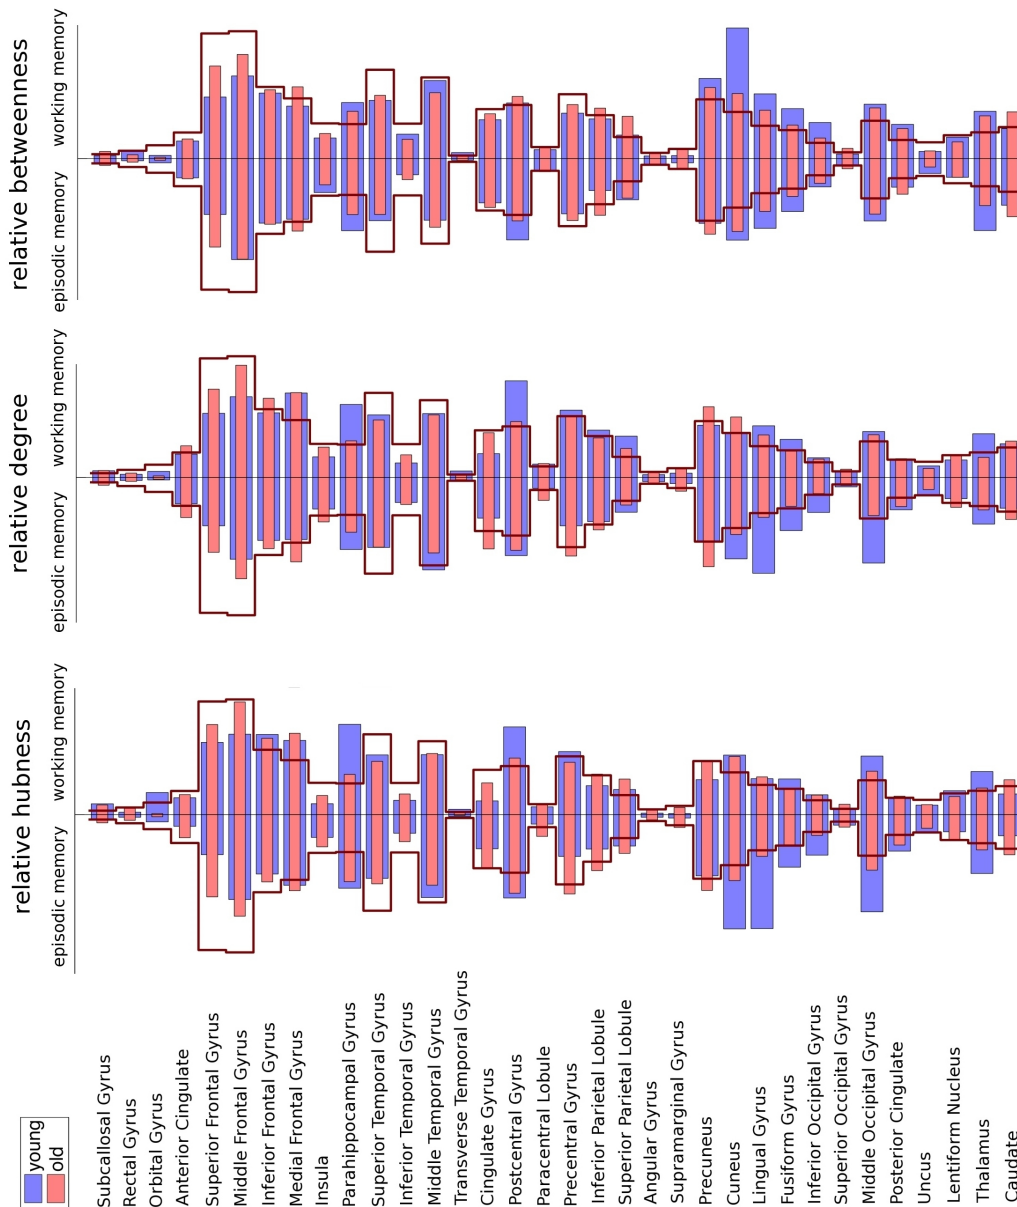 relative betweenness
working memory
episodic memory
relative degree
working memory
episodic memory
relative hubness
working memory
episodic memory
Subcallosal Gyrus
Rectal Gyrus
Orbital Gyrus
Anterior Cingulate
Superior Frontal Gyrus
Middle Frontal Gyrus
Inferior Frontal Gyrus
Medial Frontal Gyrus
Insula
Parahippocampal Gyrus
Superior Temporal Gyrus
Inferior Temporal Gyrus
Middle Temporal Gyrus
Transverse Temporal Gyrus
Cingulate Gyrus
Postcentral Gyrus
Paracentral Lobule
Precentral Gyrus
Inferior Parietal Lobule
Superior Parietal Lobule
Angular Gyrus
Supramarginal Gyrus
Precuneus
Cuneus
Lingual Gyrus
Fusiform Gyrus
Inferior Occipital Gyrus
Superior Occipital Gyrus
Middle Occipital Gyrus
Posterior Cingulate
Uncus
Lentiform Nucleus
Thalamus
Caudate
young
old